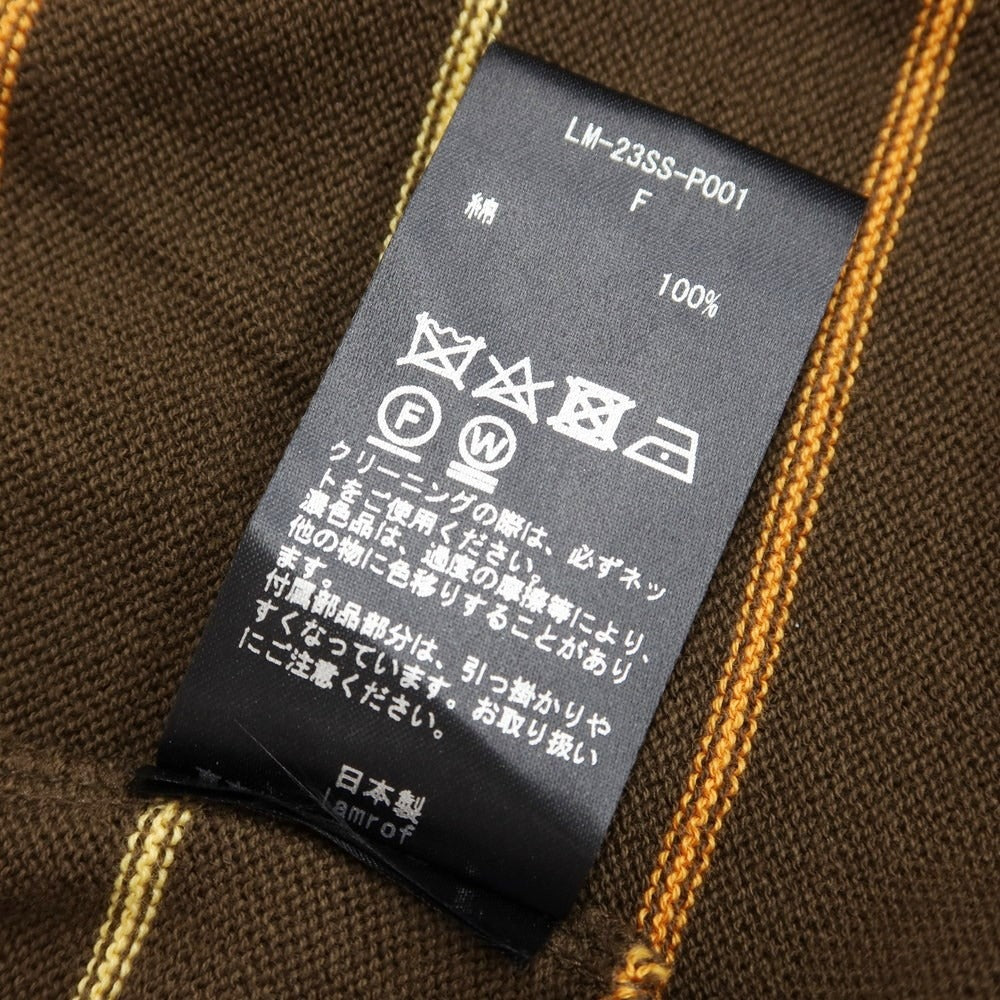 LM-23SS-P001
F
綿
100%
F
W
クリーニングの際は、必ずネッ
トをご使用ください。
濃色品は、過度の摩擦等により、
他の物に色移りすることがあり
ます。
付属部品部分は、引っ掛かりや
すくなっています。お取り扱い
にご注意ください。
日本製
Lamrof